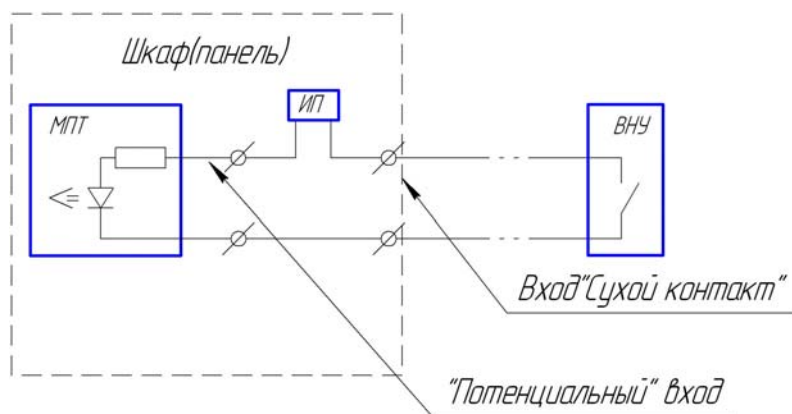 Шкаф(панель)
МПТ
ИП
ВНУ
Вход"Сухой контакт"
"Потенциальный" вход